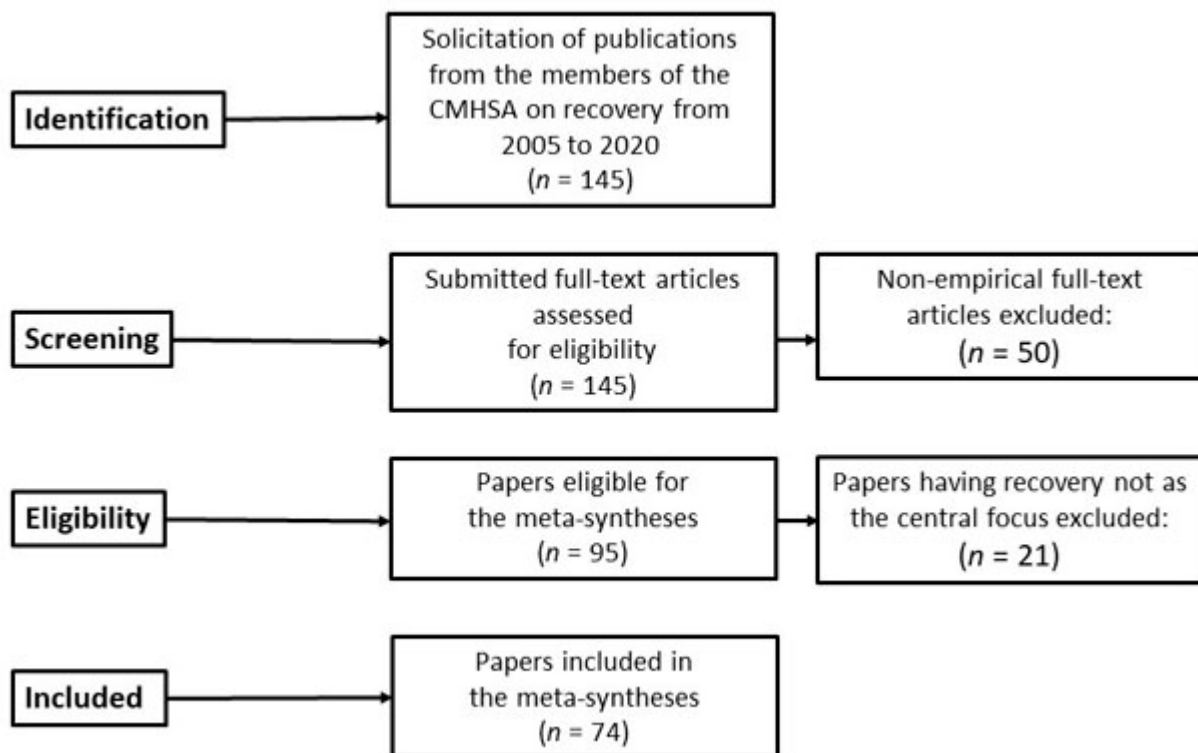 Identification
Solicitation of publications
from the members of the
CMHSA on recovery from
2005 to 2020
(n = 145)
Screening
Submitted full-text articles
assessed
for eligibility
(n = 145)
Non-empirical full-text
articles excluded:
(n = 50)
Eligibility
Papers eligible for
the meta-syntheses
(n = 95)
Papers having recovery not as
the central focus excluded:
(n = 21)
Included
Papers included in
the meta-syntheses
(n = 74)